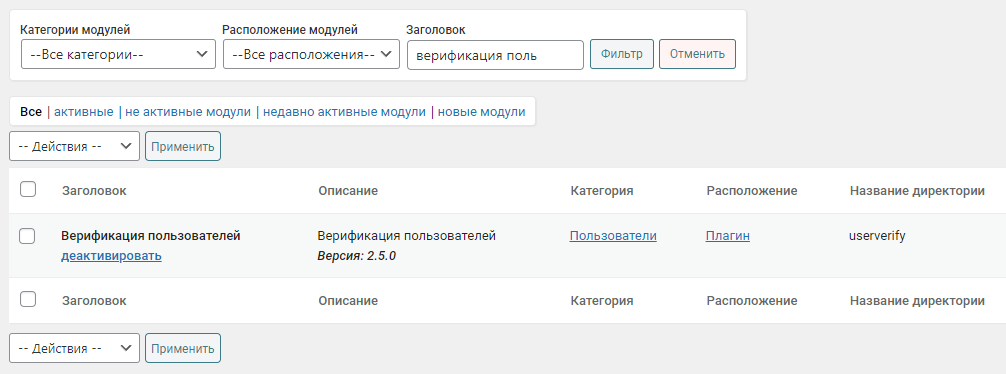 Категории модулей Расположение модулей Заголовок
--Все категории-- --Все расположения-- верификация поль Фильтр Отменить
Все | активные | не активные модули | недавно активные модули | новые модули
-- Действия -- Применить
Заголовок Описание Категория Расположение Название директории
Верификация пользователей Верификация пользователей Пользователи Плагин userverify
деактивировать Версия: 2.5.0
Заголовок Описание Категория Расположение Название директории
-- Действия -- Применить